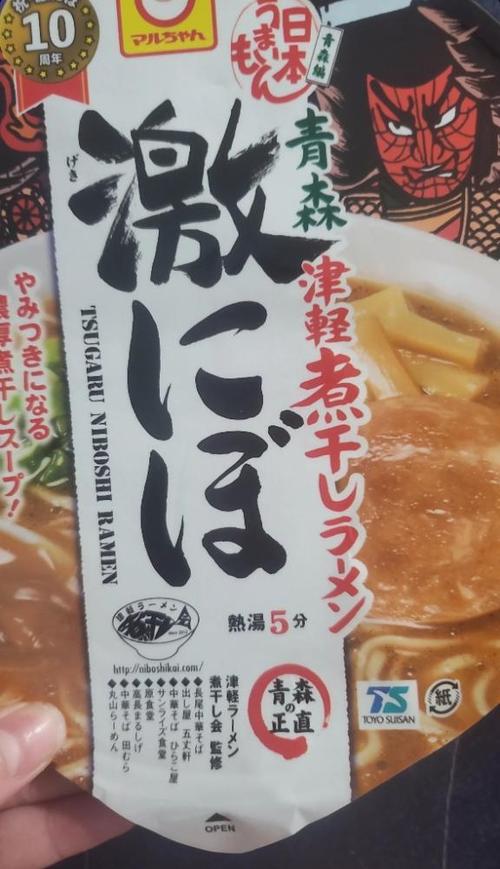 10
周年
マルちゃん
日本
うまいもん
青森編
青森
津軽煮干しラーメン
げき
激にぼ
TSUGARU NIBOSHI RAMEN
やみつきになる
濃厚煮干しスープ!
熱湯5分
津軽ラーメン
煮干し会
http://niboshikai.com/
津軽ラーメン
煮干し会 監修
◆長尾中華そば
◆出し屋 五丈軒
◆中華そば ひらこ屋
◆サンライズ食堂
◆原食堂
◆高長まるしげ
◆中華そば 田むら
◆丸山らーめん
青森の正直
TS
TOYO SUISAN
紙
OPEN